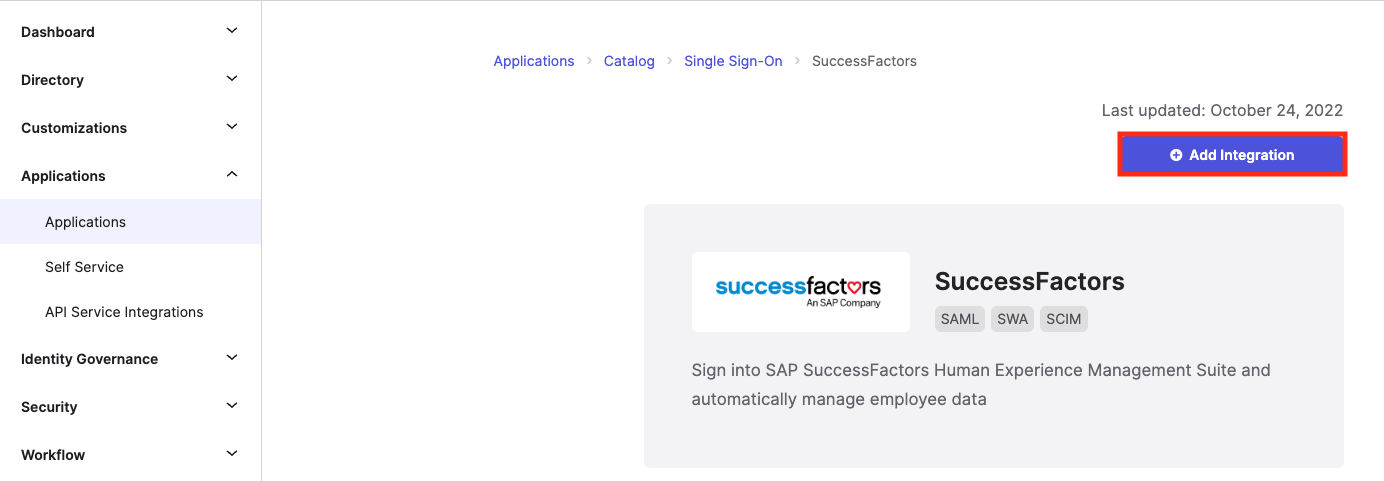 Dashboard
Directory
Customizations
Applications
Applications
Self Service
API Service Integrations
Identity Governance
Security
Workflow
Applications › Catalog › Single Sign-On › SuccessFactors
Last updated: October 24, 2022
Add Integration
successfactors
An SAP Company
SuccessFactors
SAML SWA SCIM
Sign into SAP SuccessFactors Human Experience Management Suite and
automatically manage employee data